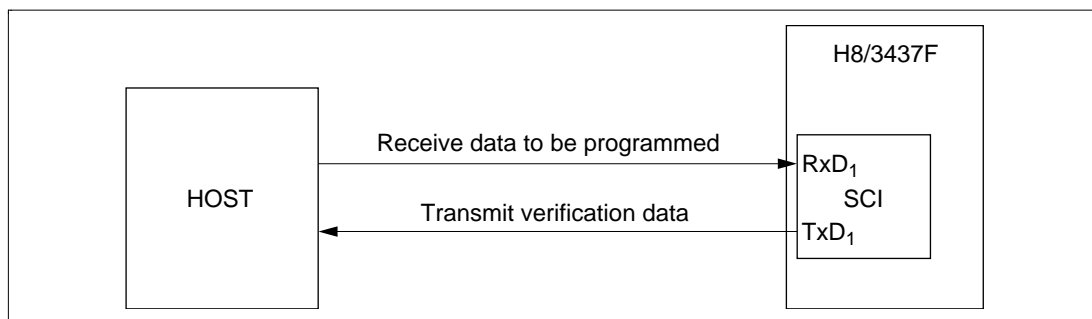 H8/3437F
Receive data to be programmed
RxD₁
HOST
SCI
Transmit verification data
TxD₁